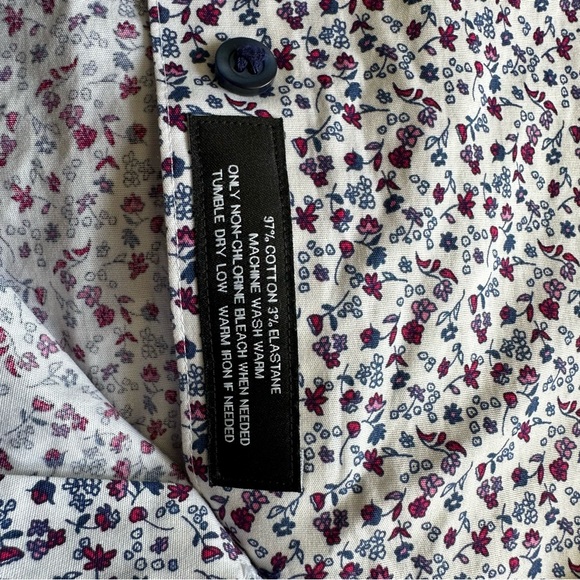 97% COTTON 3% ELASTANE
MACHINE WASH WARM
ONLY NON-CHLORINE BLEACH WHEN NEEDED
TUMBLE DRY LOW WARM IRON IF NEEDED